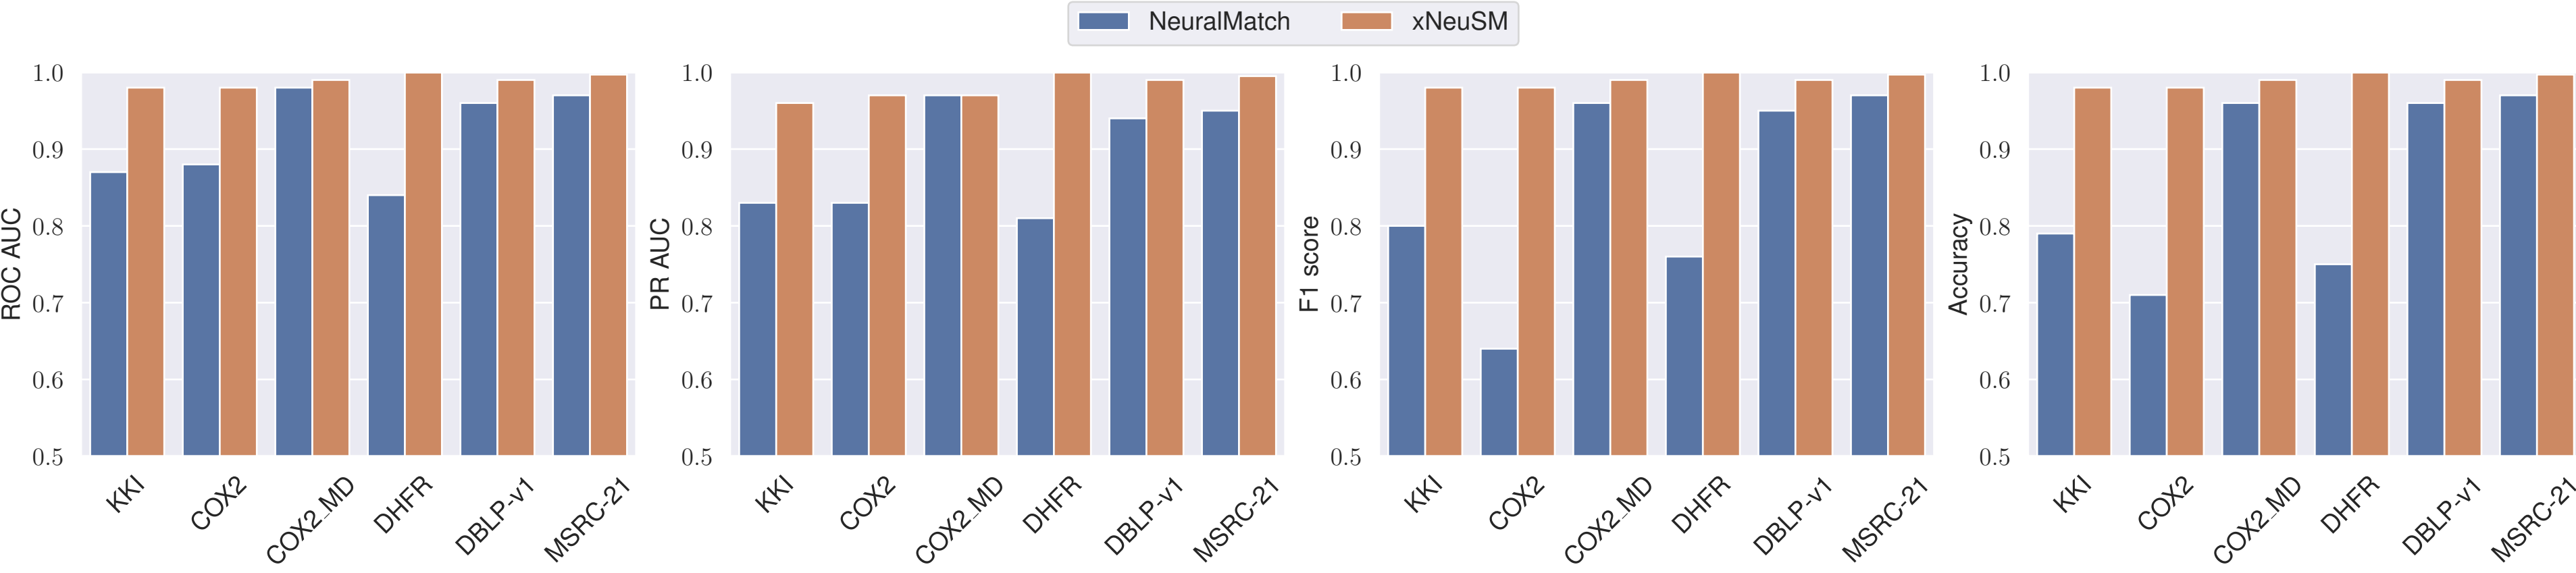 NeuralMatch xNeuSM
ROC AUC
1.0
0.9
0.8
0.7
0.6
0.5
KKI COX2 COX2_MD DHFR DBLP-v1 MSRC-21
PR AUC
1.0
0.9
0.8
0.7
0.6
0.5
KKI COX2 COX2_MD DHFR DBLP-v1 MSRC-21
F1 score
1.0
0.9
0.8
0.7
0.6
0.5
KKI COX2 COX2_MD DHFR DBLP-v1 MSRC-21
Accuracy
1.0
0.9
0.8
0.7
0.6
0.5
KKI COX2 COX2_MD DHFR DBLP-v1 MSRC-21